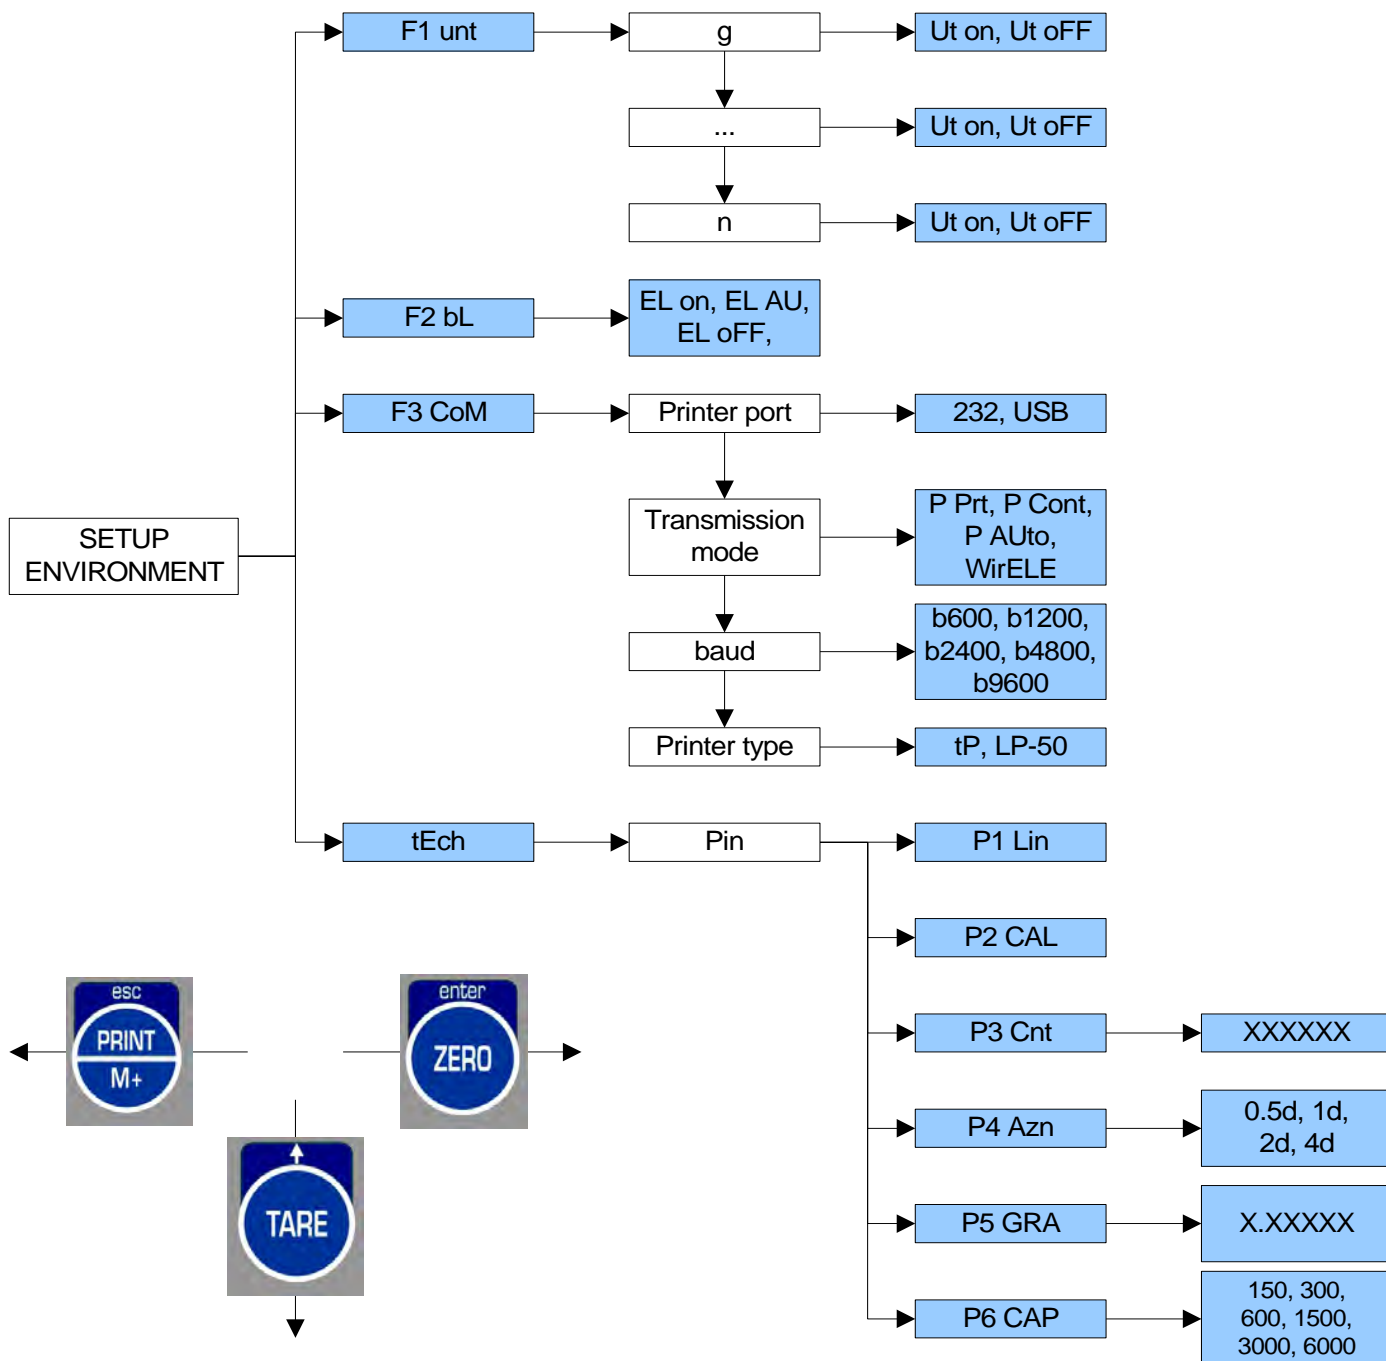 F1 unt
g
Ut on, Ut oFF
...
Ut on, Ut oFF
n
Ut on, Ut oFF
F2 bL
EL on, EL AU,
EL oFF,
F3 CoM
Printer port
232, USB
SETUP
ENVIRONMENT
Transmission
mode
P Prt, P Cont,
P AUto,
WirELE
baud
b600, b1200,
b2400, b4800,
b9600
Printer type
tP, LP-50
tEch
Pin
P1 Lin
P2 CAL
P3 Cnt
XXXXXX
P4 Azn
0.5d, 1d,
2d, 4d
P5 GRA
X.XXXXX
P6 CAP
150, 300,
600, 1500,
3000, 6000
esc
PRINT
M+
enter
ZERO
TARE